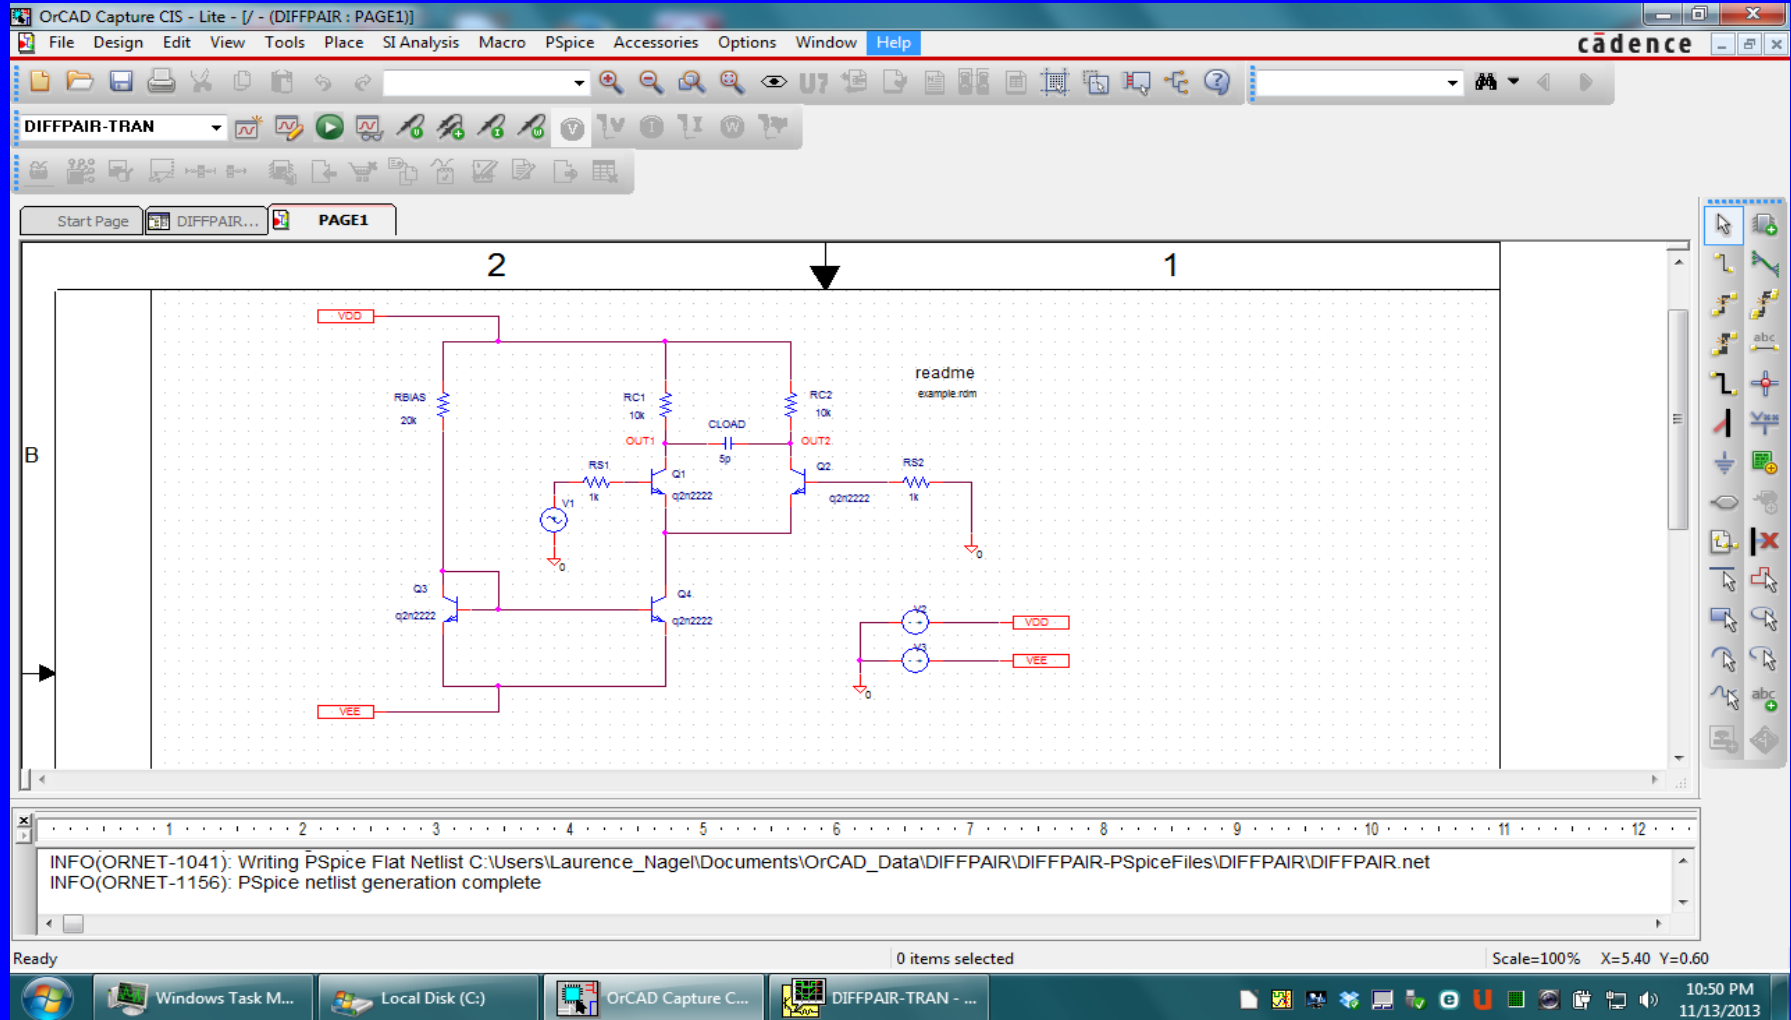 OrCAD Capture CIS - Lite - [/ - (DIFFPAIR : PAGE1)]
File Design Edit View Tools Place SI Analysis Macro PSpice Accessories Options Window Help
cādence
U?
DIFFPAIR-TRAN
V
V
I
I
W
Start Page
DIFFPAIR...
PAGE1
2
1
B
VDD
RBIAS
20k
RC1
10k
RC2
10k
readme
example.rdm
CLOAD
5p
OUT1
OUT2
RS1
1k
Q1
q2n2222
Q2
q2n2222
RS2
1k
V1
0
0
Q3
q2n2222
Q4
q2n2222
V2
VDD
V3
VEE
0
VEE
abc
abc
1 2 3 4 5 6 7 8 9 10 11 12
INFO(ORNET-1041): Writing PSpice Flat Netlist C:\Users\Laurence_Nagel\Documents\OrCAD_Data\DIFFPAIR\DIFFPAIR-PSpiceFiles\DIFFPAIR\DIFFPAIR.net
INFO(ORNET-1156): PSpice netlist generation complete
Ready
0 items selected
Scale=100% X=5.40 Y=0.60
Windows Task M...
Local Disk (C:)
OrCAD Capture C...
DIFFPAIR-TRAN - ...
10:50 PM
11/13/2013